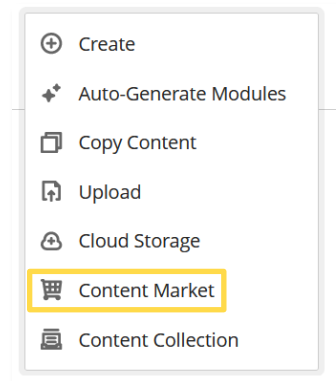 Create
Auto-Generate Modules
Copy Content
Upload
Cloud Storage
Content Market
Content Collection